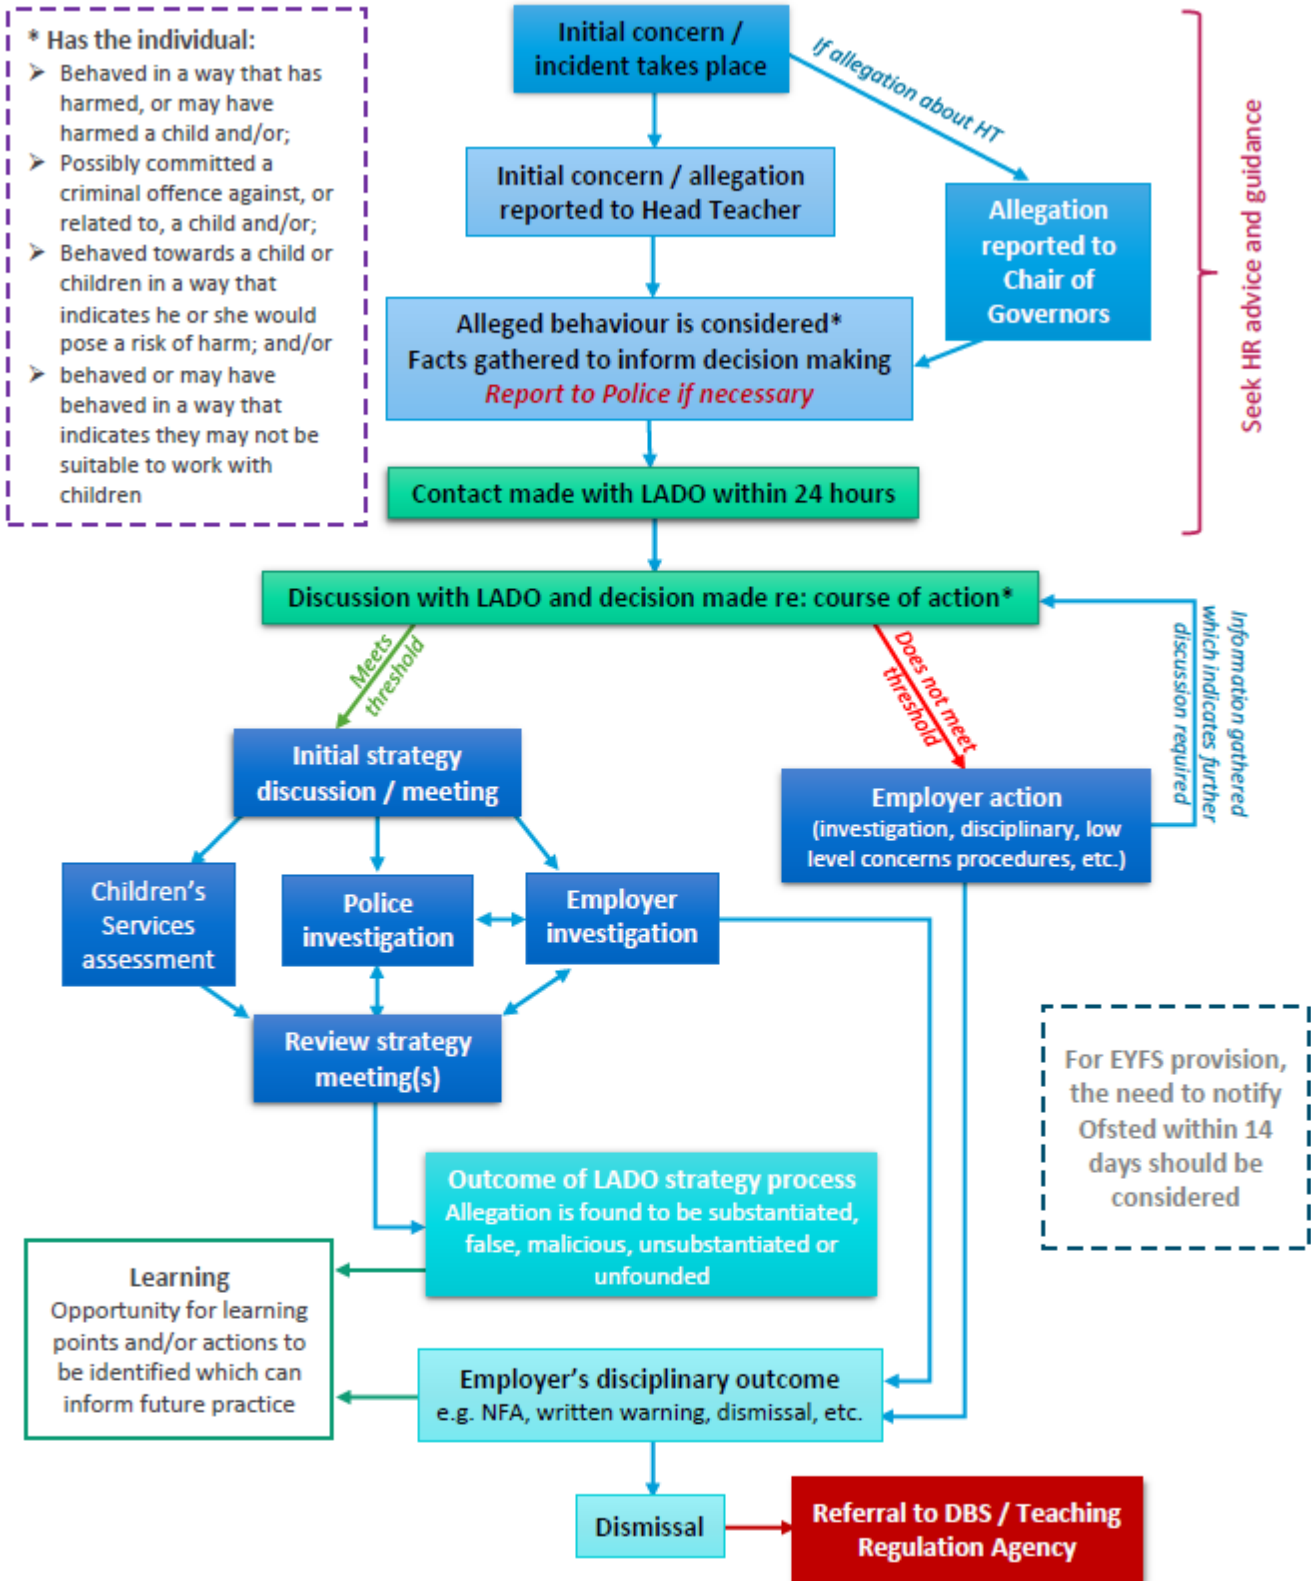 * Has the individual:
➢ Behaved in a way that has
harmed, or may have
harmed a child and/or;
➢ Possibly committed a
criminal offence against, or
related to, a child and/or;
➢ Behaved towards a child or
children in a way that
indicates he or she would
pose a risk of harm; and/or
➢ behaved or may have
behaved in a way that
indicates they may not be
suitable to work with
children
Initial concern /
incident takes place
If allegation about HT
Initial concern / allegation
reported to Head Teacher
Allegation
reported to
Chair of
Governors
Seek HR advice and guidance
Alleged behaviour is considered*
Facts gathered to inform decision making
Report to Police if necessary
Contact made with LADO within 24 hours
Discussion with LADO and decision made re: course of action*
Meets
threshold
Does not meet
threshold
Information gathered
which indicates further
discussion required
Initial strategy
discussion / meeting
Employer action
(investigation, disciplinary, low
level concerns procedures, etc.)
Children's
Services
assessment
Police
investigation
Employer
investigation
Review strategy
meeting(s)
For EYFS provision,
the need to notify
Ofsted within 14
days should be
considered
Outcome of LADO strategy process
Allegation is found to be substantiated,
false, malicious, unsubstantiated or
unfounded
Learning
Opportunity for learning
points and/or actions to
be identified which can
inform future practice
Employer's disciplinary outcome
e.g. NFA, written warning, dismissal, etc.
Dismissal
Referral to DBS / Teaching
Regulation Agency